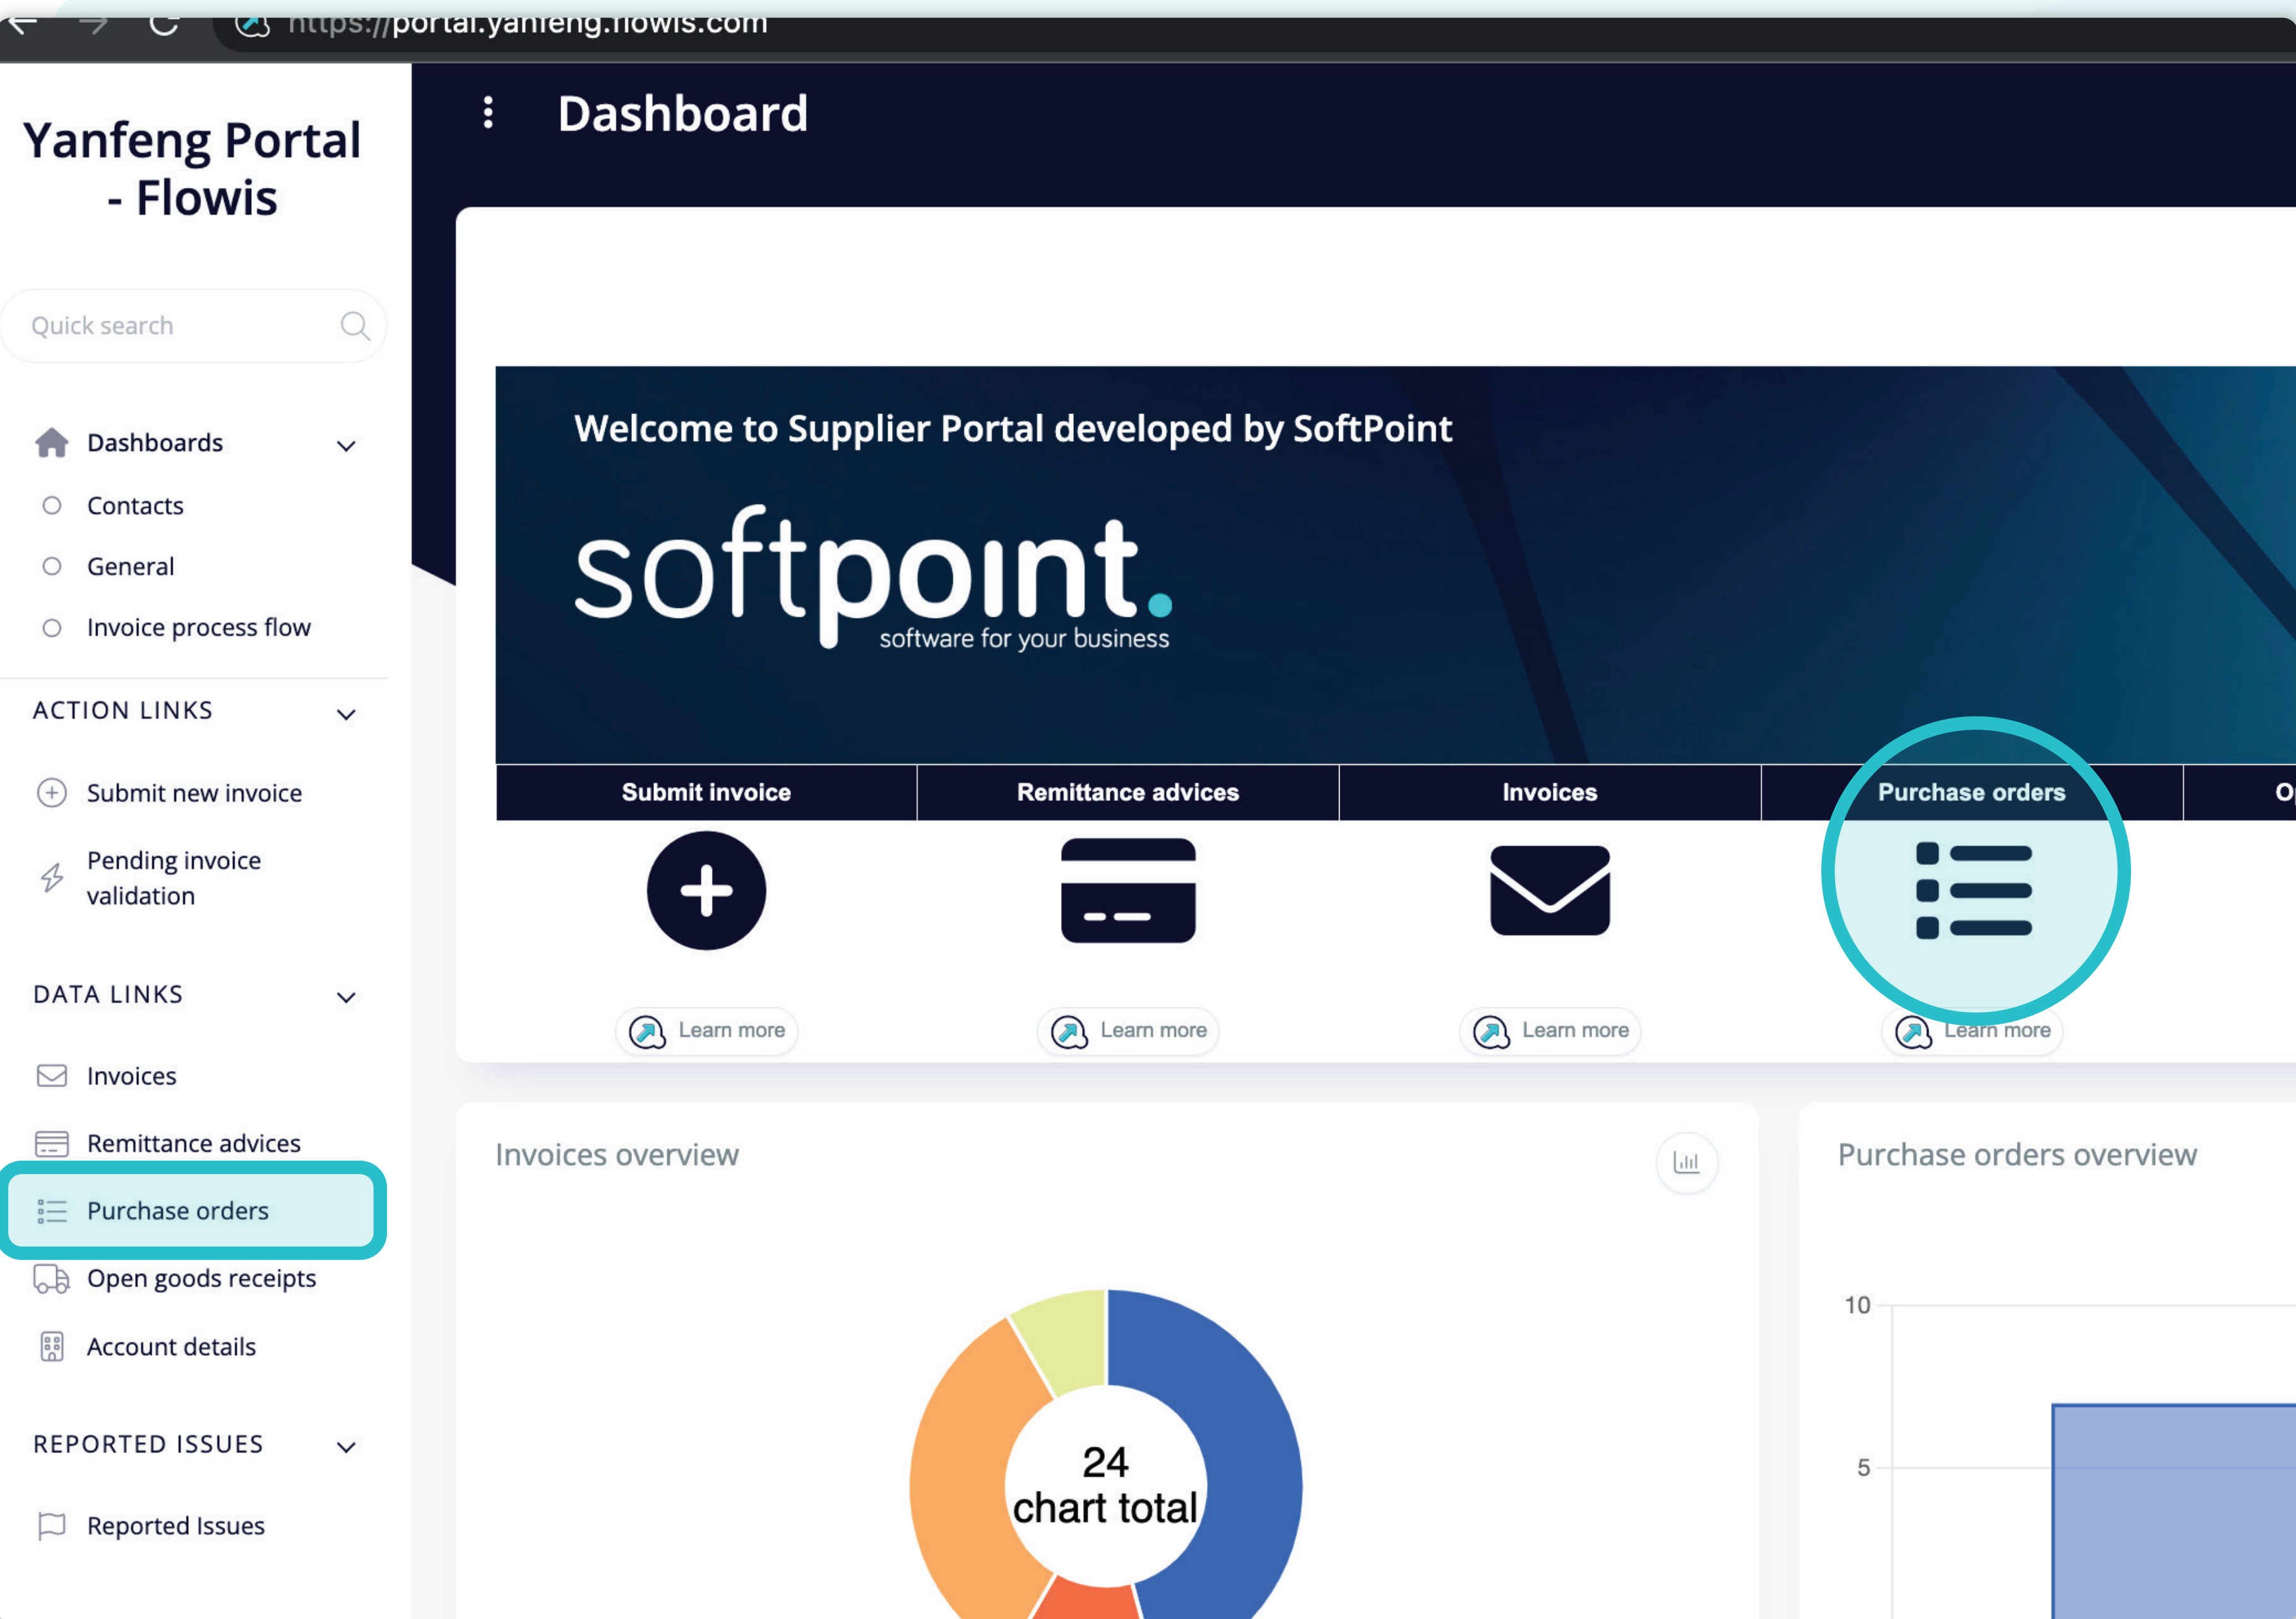 https://portal.yanfeng.flowis.com
Yanfeng Portal
- Flowis
Quick search
Dashboards
Contacts
General
Invoice process flow
ACTION LINKS
Submit new invoice
Pending invoice
validation
DATA LINKS
Invoices
Remittance advices
Purchase orders
Open goods receipts
Account details
REPORTED ISSUES
Reported Issues
Dashboard
Welcome to Supplier Portal developed by SoftPoint
softpoint.
software for your business
Submit invoice
Remittance advices
Invoices
Purchase orders
Learn more
Learn more
Learn more
Learn more
Invoices overview
24
chart total
Purchase orders overview
10
5